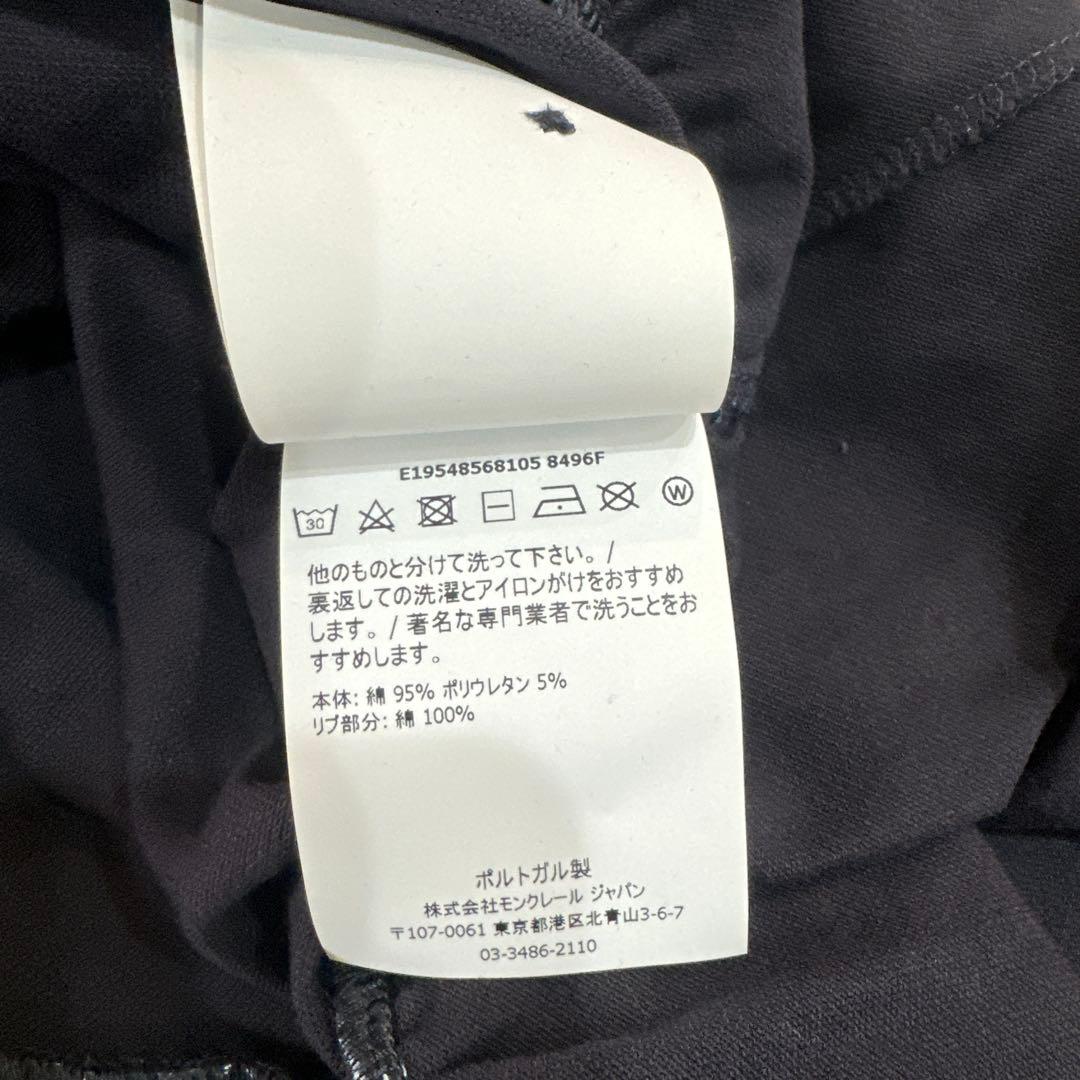 E19548568105 8496F
30 W
他のものと分けて洗って下さい。/
裏返しての洗濯とアイロンがけをおすすめ
します。/ 著名な専門業者で洗うことをお
すすめします。
本体: 綿 95% ポリウレタン 5%
リブ部分: 綿 100%
ポルトガル製
株式会社モンクレール ジャパン
〒107-0061 東京都港区北青山3-6-7
03-3486-2110